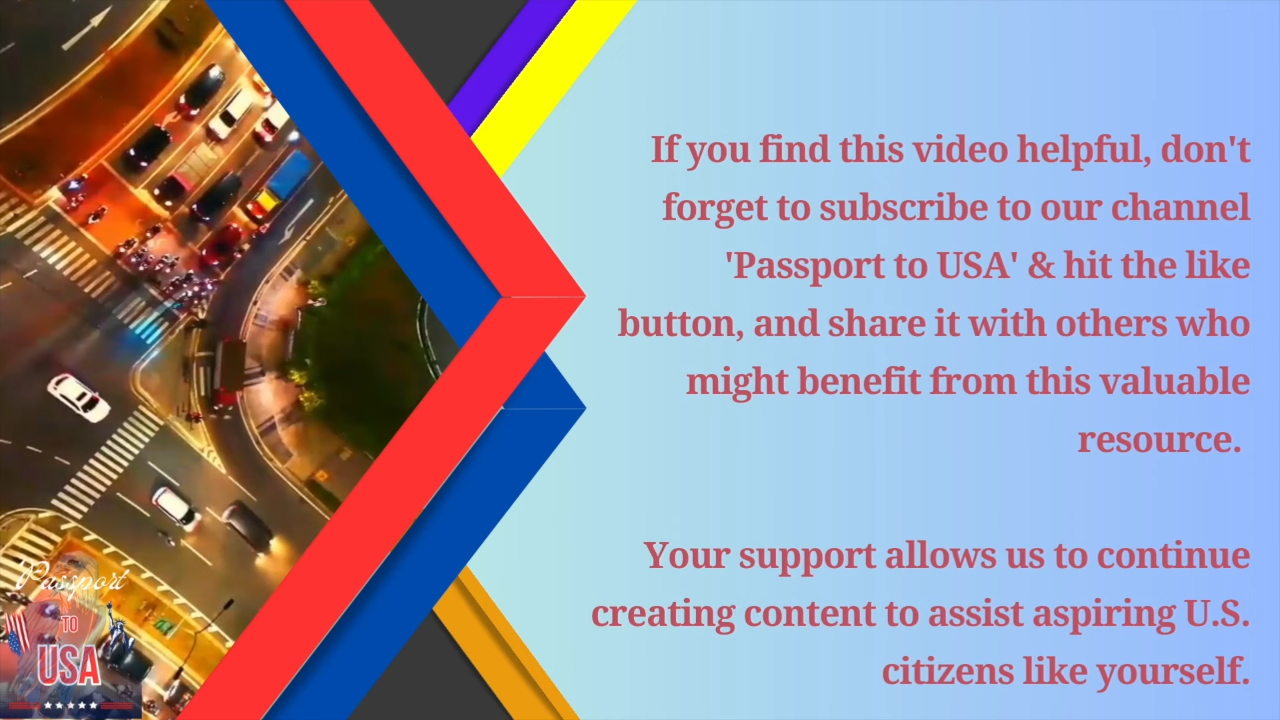 If you find this video helpful, don't
forget to subscribe to our channel
'Passport to USA' & hit the like
button, and share it with others who
might benefit from this valuable
resource.
Your support allows us to continue
creating content to assist aspiring U.S.
citizens like yourself.
Passport
TO
USA